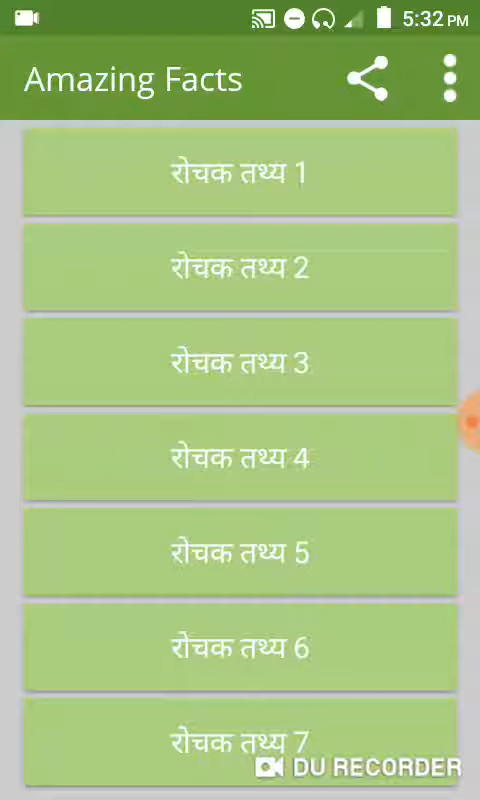 5:32 PM
Amazing Facts
रोचक तथ्य 1
रोचक तथ्य 2
रोचक तथ्य 3
रोचक तथ्य 4
रोचक तथ्य 5
रोचक तथ्य 6
रोचक तथ्य 7
DU RECORDER